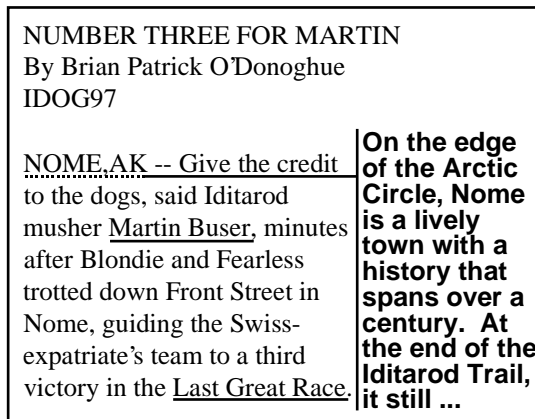 NUMBER THREE FOR MARTIN
By Brian Patrick O'Donoghue
IDOG97
NOME,AK -- Give the credit
to the dogs, said Iditarod
musher Martin Buser, minutes
after Blondie and Fearless
trotted down Front Street in
Nome, guiding the Swiss-
expatriate's team to a third
victory in the Last Great Race.
On the edge
of the Arctic
Circle, Nome
is a lively
town with a
history that
spans over a
century.  At
the end of the
Iditarod Trail,
it still ...